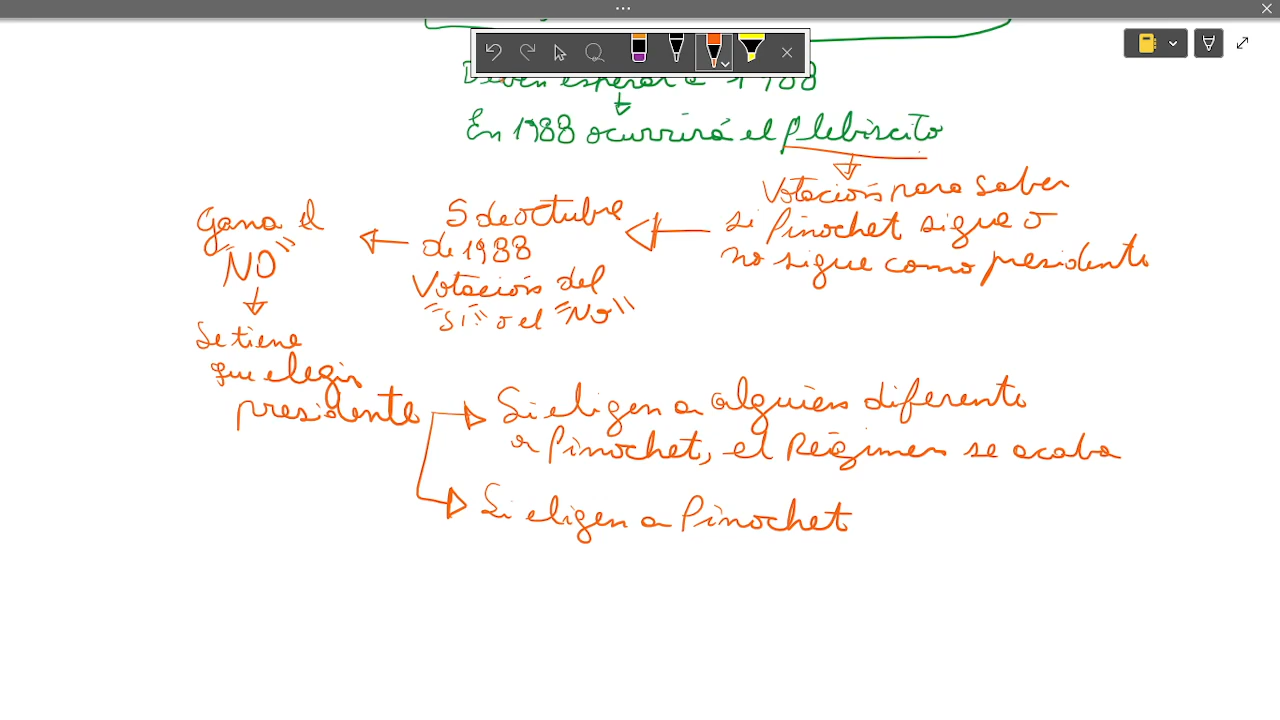 Deben esperar a 1988
En 1988 ocurrirá el plebiscito
Votación para saber
si Pinochet sigue o
no sigue como presidente
5 de octubre
de 1988
Votación del
"Si" o el "No"
Gana el
"NO"
Se tiene
que elegir
presidente
Si eligen a alguien diferente
a Pinochet, el Régimen se acaba
Si eligen a Pinochet